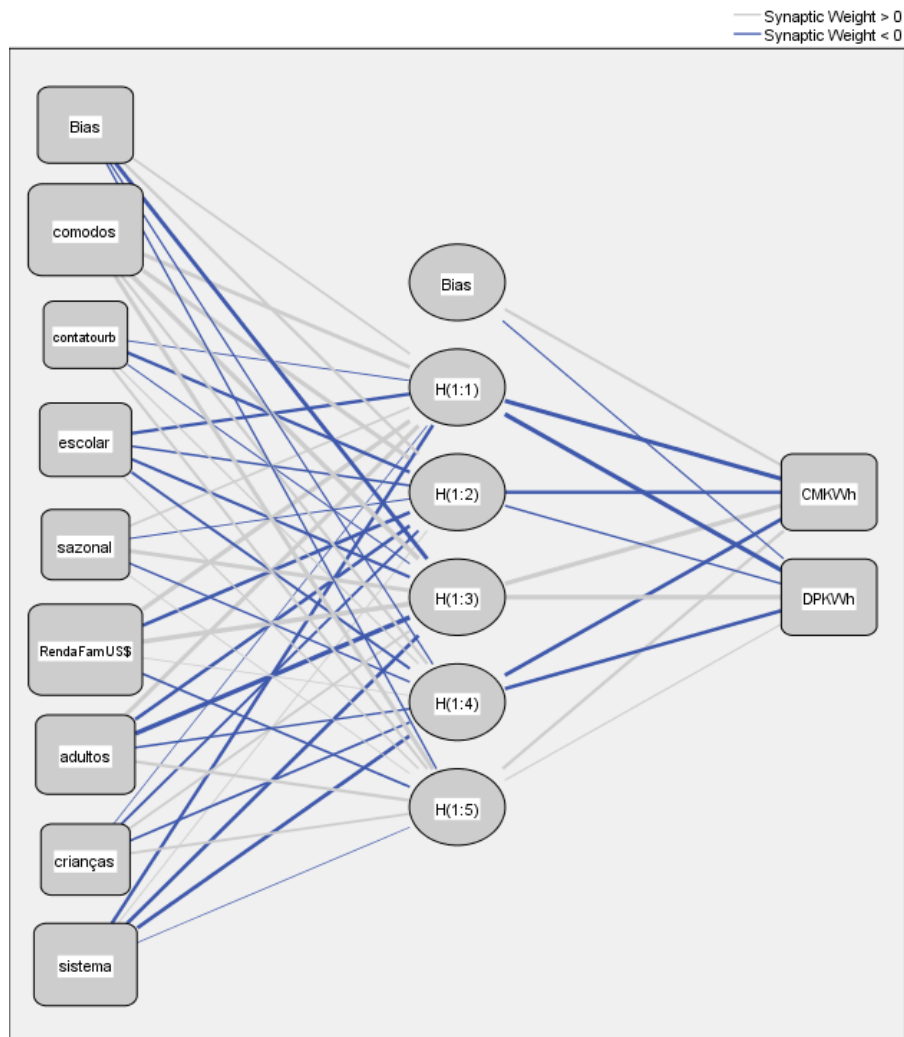 Synaptic Weight > 0
Synaptic Weight < 0
Bias
comodos
contatourb
escolar
sazonal
RendaFamUS$
adultos
crianças
sistema
Bias
H(1:1)
H(1:2)
H(1:3)
H(1:4)
H(1:5)
CMKWh
DPKWh